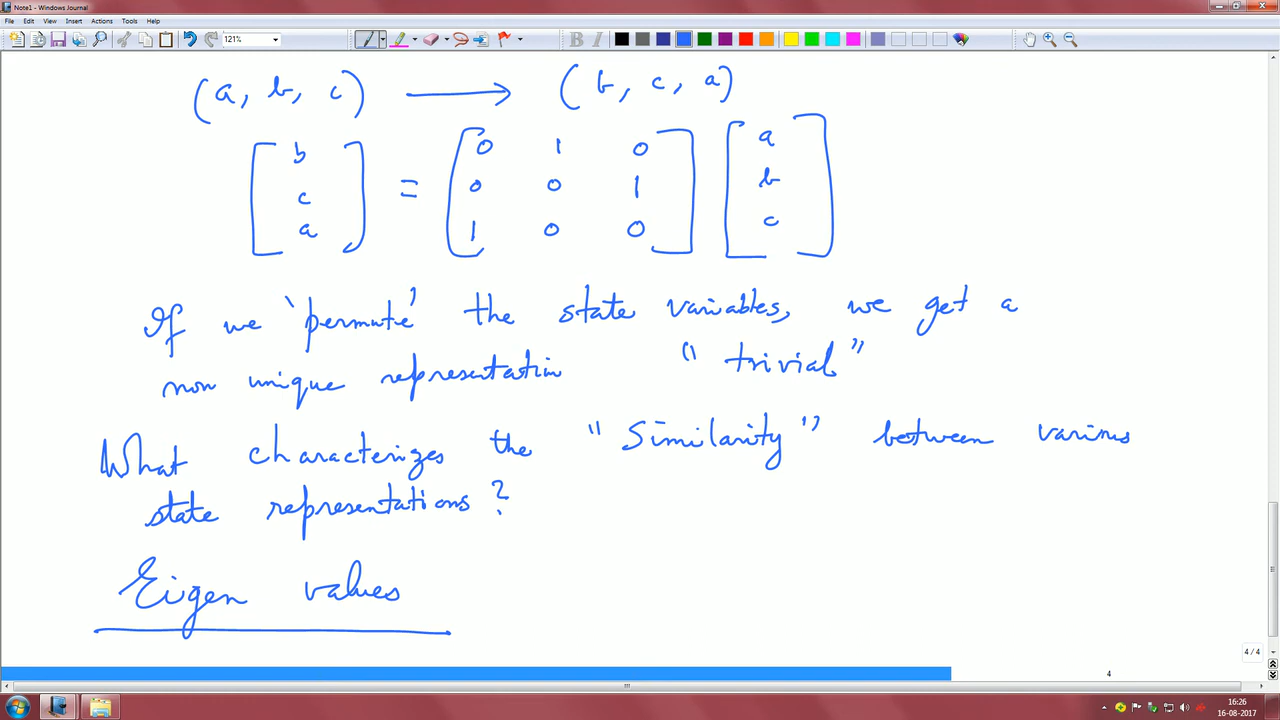 Note1 - Windows Journal
File Edit View Insert Actions Tools Help
121%
(a, b, c) ⟶ (b, c, a)
[b c a] = [0 1 0; 0 0 1; 1 0 0] [a b c]
If we 'permute' the state variables, we get a
non unique representation "trivial"
What characterizes the "Similarity" between various
state representations?
Eigen values
4 / 4
4
16:26
16-08-2017